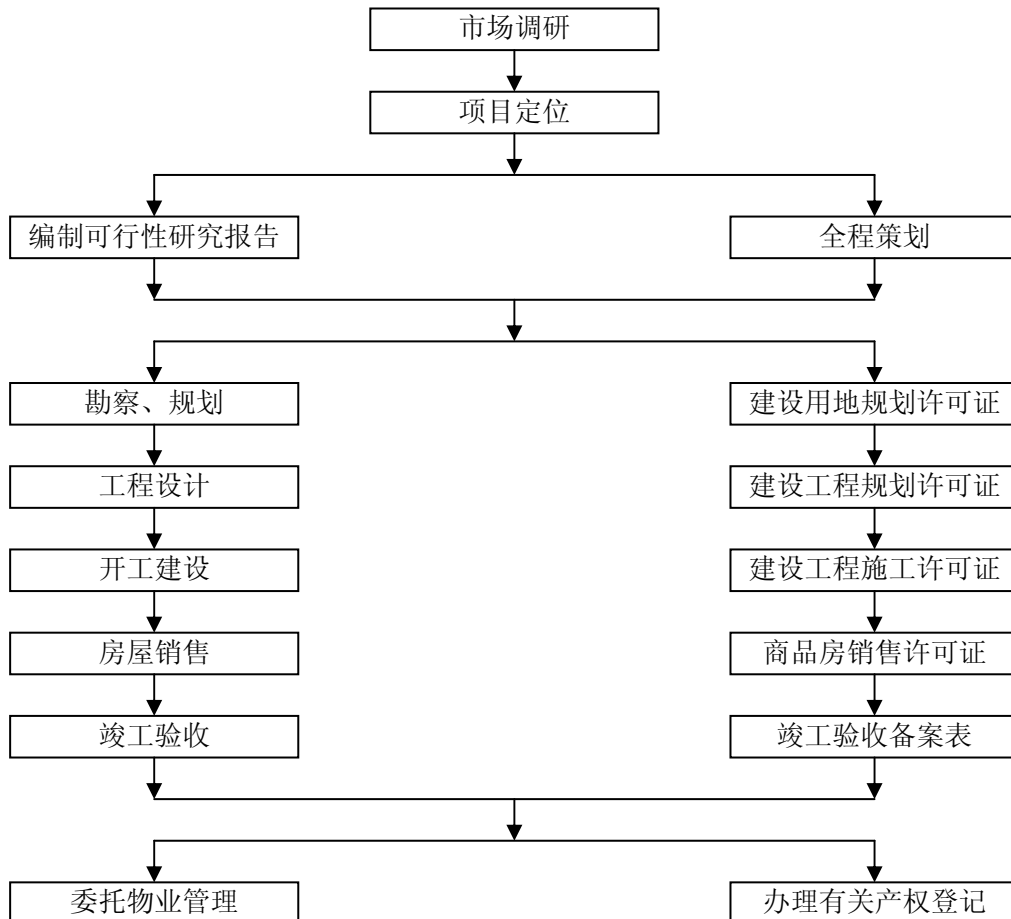 市场调研
项目定位
编制可行性研究报告
全程策划
勘察、规划
建设用地规划许可证
工程设计
建设工程规划许可证
开工建设
建设工程施工许可证
房屋销售
商品房销售许可证
竣工验收
竣工验收备案表
委托物业管理
办理有关产权登记